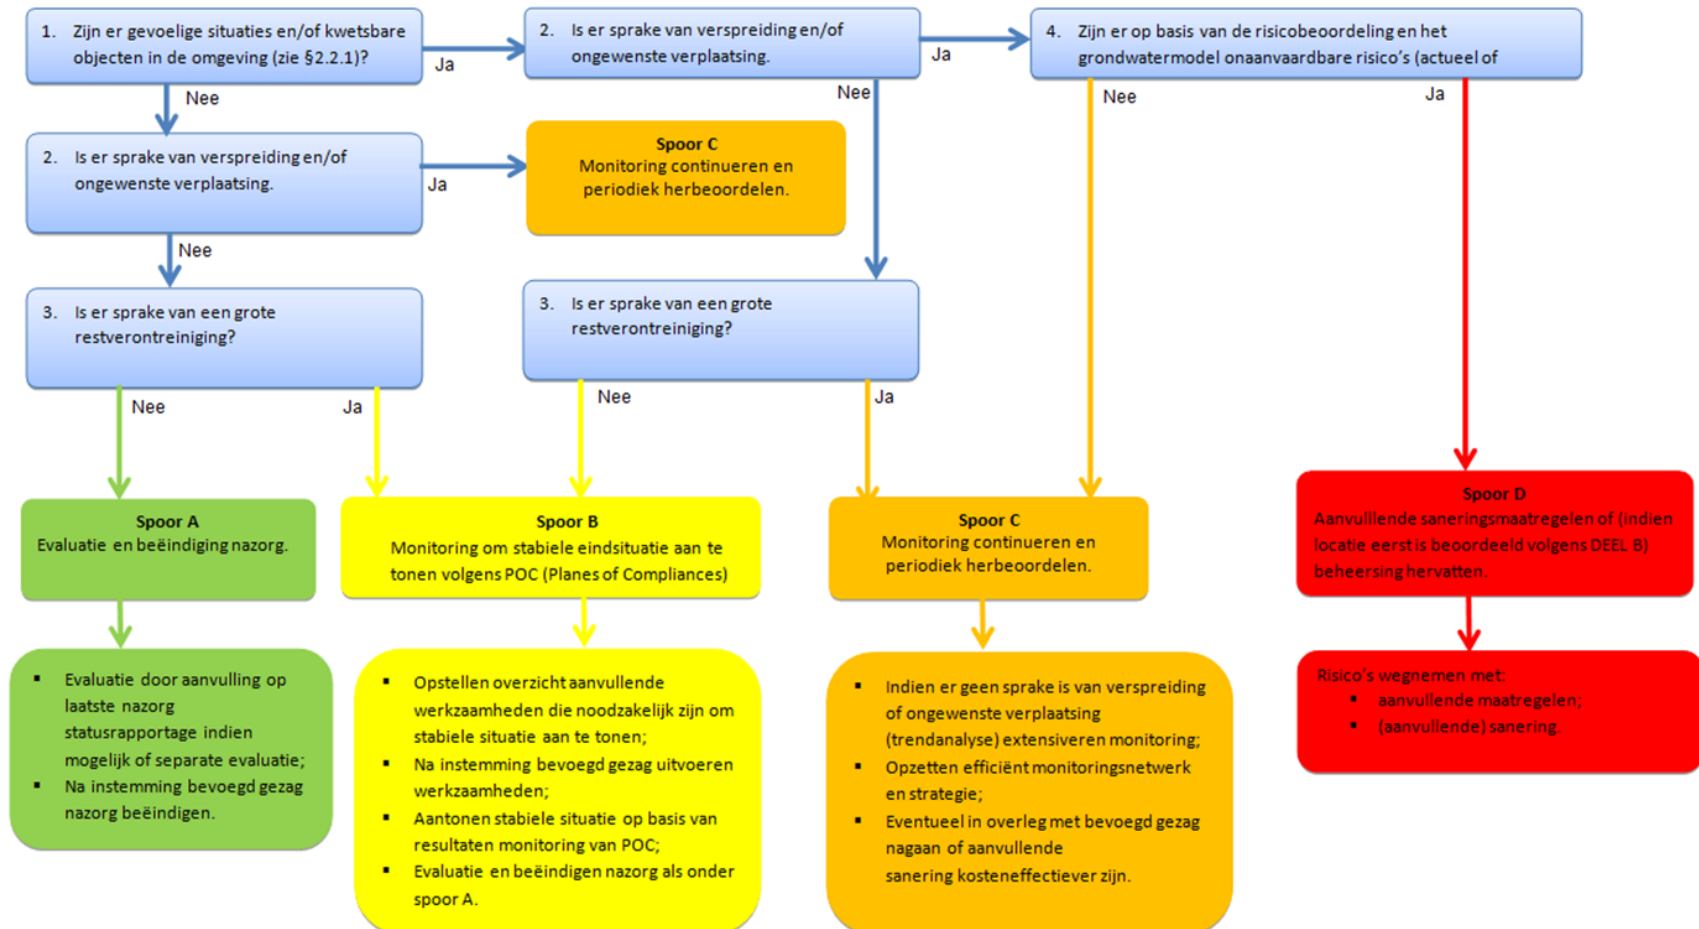 1. Zijn er gevoelige situaties en/of kwetsbare
objecten in de omgeving (zie §2.2.1)?
Ja
2. Is er sprake van verspreiding en/of
ongewenste verplaatsing.
Ja
4. Zijn er op basis van de risicobeoordeling en het
grondwatermodel onaanvaardbare risico's (actueel of
Nee
Nee
Nee
Ja
2. Is er sprake van verspreiding en/of
ongewenste verplaatsing.
Ja
Spoor C
Monitoring continueren en
periodiek herbeoordelen.
Nee
3. Is er sprake van een grote
restverontreiniging?
3. Is er sprake van een grote
restverontreiniging?
Nee
Ja
Nee
Ja
Spoor A
Evaluatie en beëindiging nazorg.
Spoor B
Monitoring om stabiele eindsituatie aan te
tonen volgens POC (Planes of Compliances)
Spoor C
Monitoring continueren en
periodiek herbeoordelen.
Spoor D
Aanvulllende saneringsmaatregelen of (indien
locatie eerst is beoordeeld volgens DEEL B)
beheersing hervatten.
▪ Evaluatie door aanvulling op
laatste nazorg
statusrapportage indien
mogelijk of separate evaluatie;
▪ Na instemming bevoegd gezag
nazorg beëindigen.
▪ Opstellen overzicht aanvullende
werkzaamheden die noodzakelijk zijn om
stabiele situatie aan te tonen;
▪ Na instemming bevoegd gezag uitvoeren
werkzaamheden;
▪ Aantonen stabiele situatie op basis van
resultaten monitoring van POC;
▪ Evaluatie en beëindigen nazorg als onder
spoor A.
▪ Indien er geen sprake is van verspreiding
of ongewenste verplaatsing
(trendanalyse) extensiveren monitoring;
▪ Opzetten efficiënt monitoringsnetwerk
en strategie;
▪ Eventueel in overleg met bevoegd gezag
nagaan of aanvullende
sanering kosteneffectiever zijn.
Risico's wegnemen met:
▪ aanvullende maatregelen;
▪ (aanvullende) sanering.